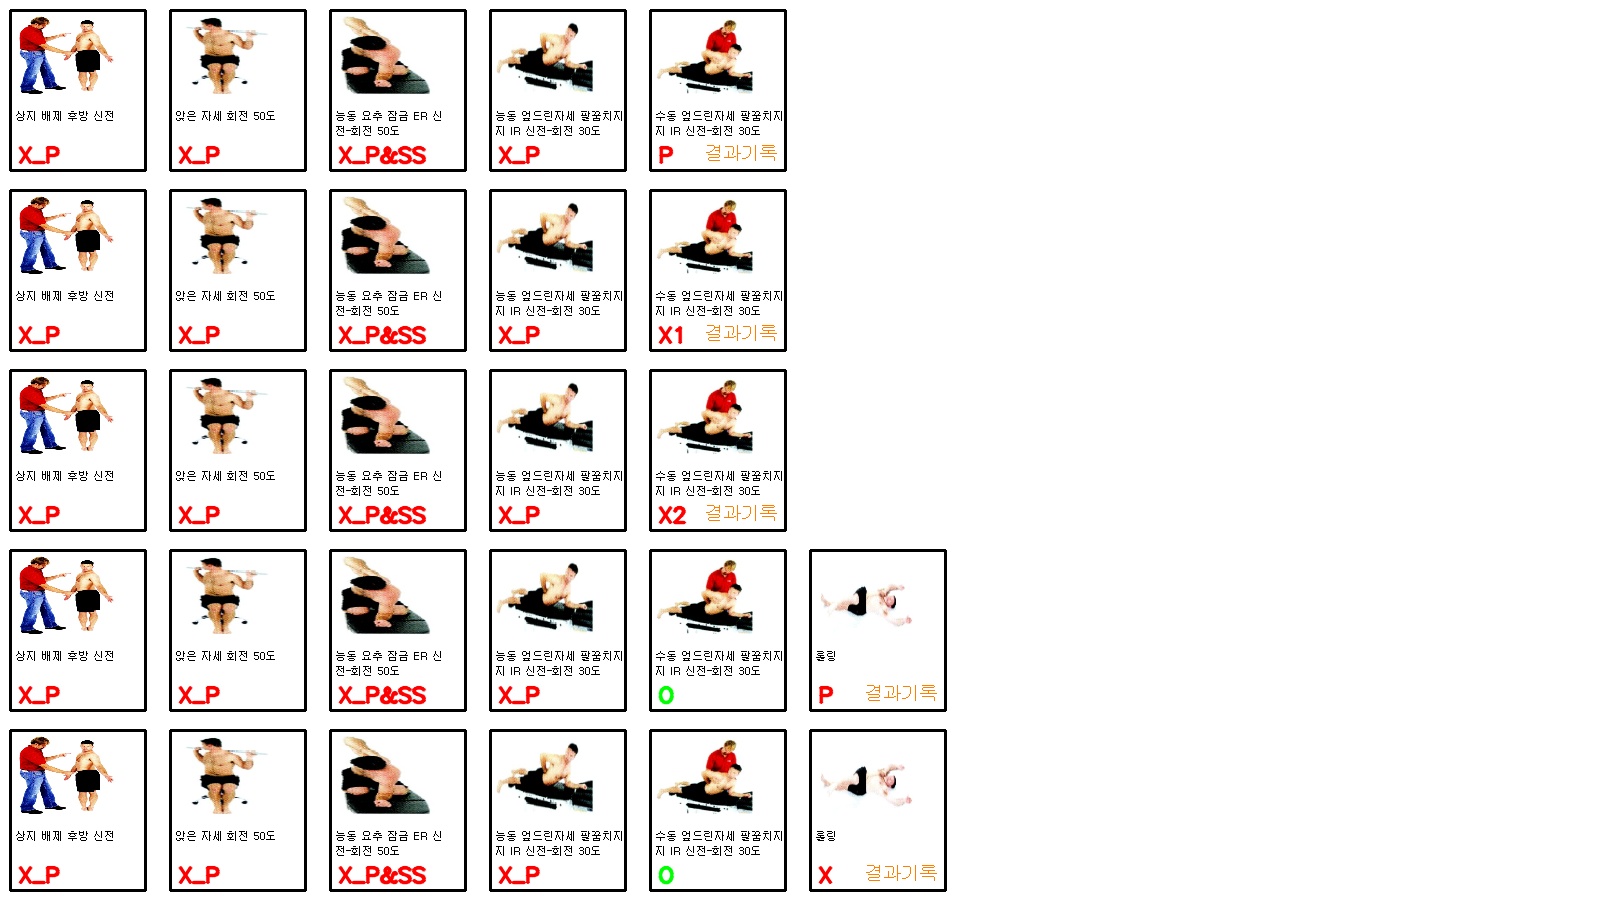 상지 배제 후방 신전
X_P
앉은 자세 회전 50도
X_P
능동 요추 잠금 ER 신
전-회전 50도
X_P&SS
능동 엎드린자세 팔꿈치지
지 IR 신전-회전 30도
X_P
수동 엎드린자세 팔꿈치지
지 IR 신전-회전 30도
P 결과기록
상지 배제 후방 신전
X_P
앉은 자세 회전 50도
X_P
능동 요추 잠금 ER 신
전-회전 50도
X_P&SS
능동 엎드린자세 팔꿈치지
지 IR 신전-회전 30도
X_P
수동 엎드린자세 팔꿈치지
지 IR 신전-회전 30도
X1 결과기록
상지 배제 후방 신전
X_P
앉은 자세 회전 50도
X_P
능동 요추 잠금 ER 신
전-회전 50도
X_P&SS
능동 엎드린자세 팔꿈치지
지 IR 신전-회전 30도
X_P
수동 엎드린자세 팔꿈치지
지 IR 신전-회전 30도
X2 결과기록
상지 배제 후방 신전
X_P
앉은 자세 회전 50도
X_P
능동 요추 잠금 ER 신
전-회전 50도
X_P&SS
능동 엎드린자세 팔꿈치지
지 IR 신전-회전 30도
X_P
수동 엎드린자세 팔꿈치지
지 IR 신전-회전 30도
O
롤링
P 결과기록
상지 배제 후방 신전
X_P
앉은 자세 회전 50도
X_P
능동 요추 잠금 ER 신
전-회전 50도
X_P&SS
능동 엎드린자세 팔꿈치지
지 IR 신전-회전 30도
X_P
수동 엎드린자세 팔꿈치지
지 IR 신전-회전 30도
O
롤링
X 결과기록